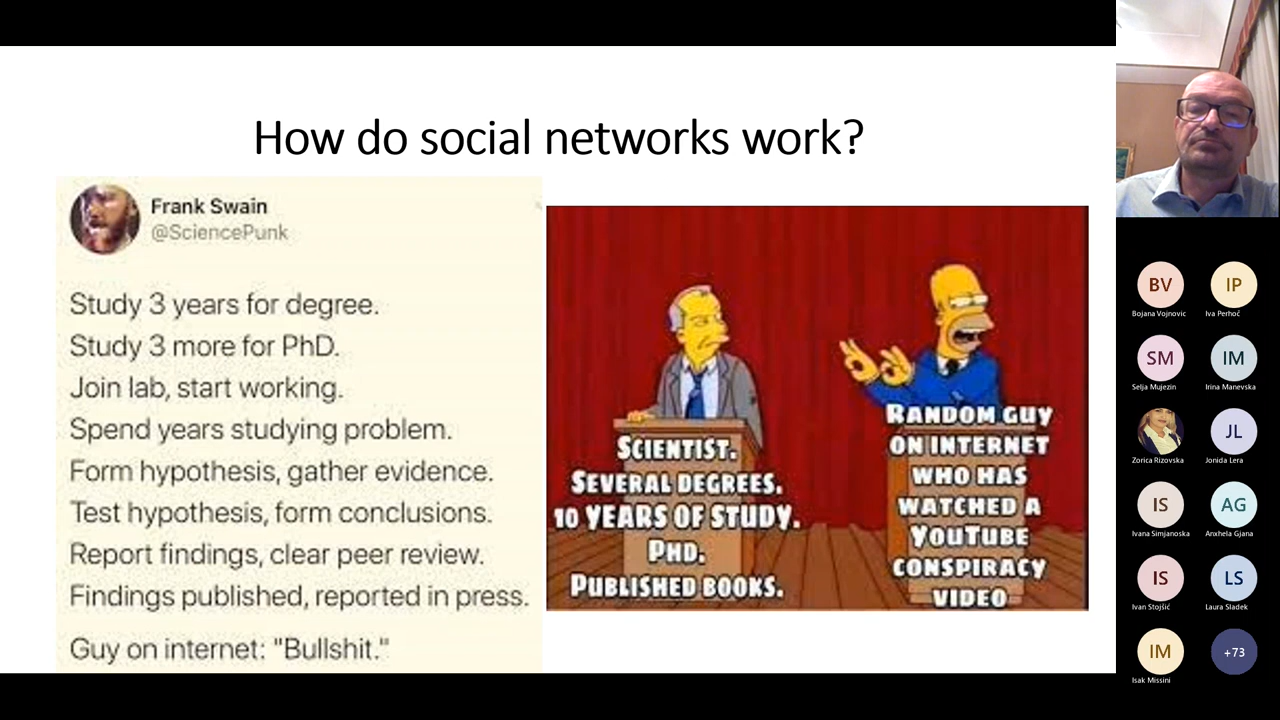 How do social networks work?
Frank Swain
@SciencePunk
Study 3 years for degree.
Study 3 more for PhD.
Join lab, start working.
Spend years studying problem.
Form hypothesis, gather evidence.
Test hypothesis, form conclusions.
Report findings, clear peer review.
Findings published, reported in press.
Guy on internet: "Bullshit."
SCIENTIST.
SEVERAL DEGREES.
10 YEARS OF STUDY.
PHD.
PUBLISHED BOOKS.
RANDOM GUY
ON INTERNET
WHO HAS
WATCHED A
YOUTUBE
CONSPIRACY
VIDEO
BV
Bojana Vojnovic
IP
Iva Perhoč
SM
Selja Mujezin
IM
Irina Manevska
Zorica Rizovska
JL
Jonida Lera
IS
Ivana Simjanoska
AG
Anxhela Gjana
IS
Ivan Stojšić
LS
Laura Sladek
IM
Isak Missini
+73